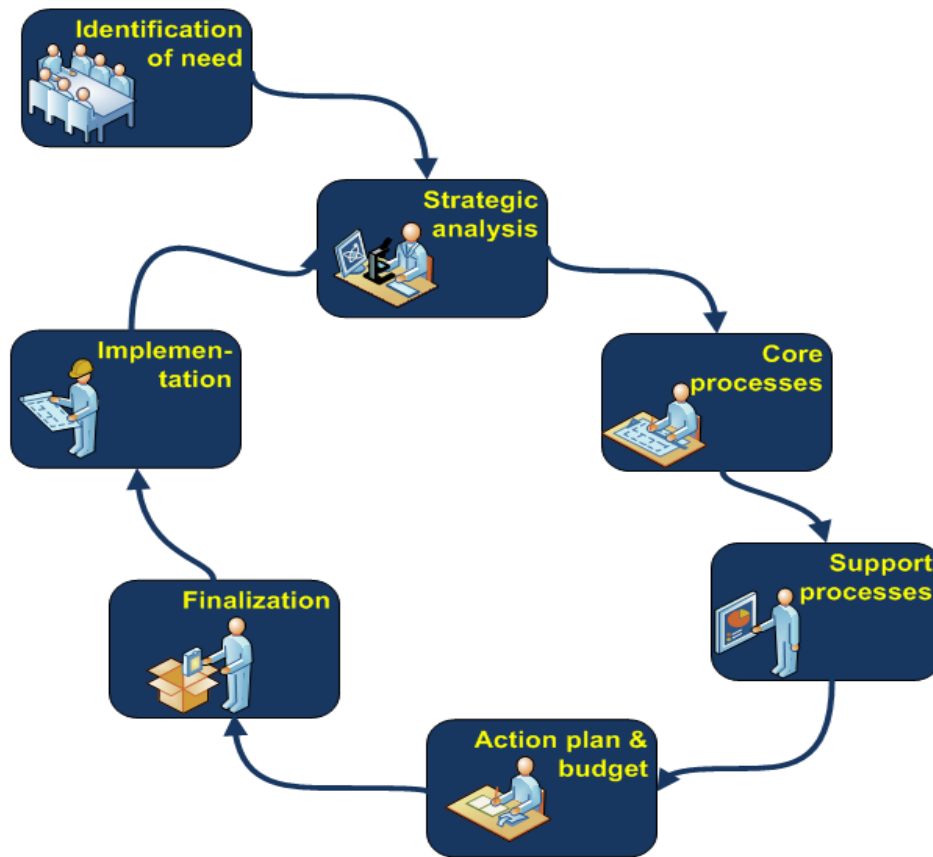 Identification
of need
Strategic
analysis
Core
processes
Support
processes
Action plan &
budget
Finalization
Implemen-
tation